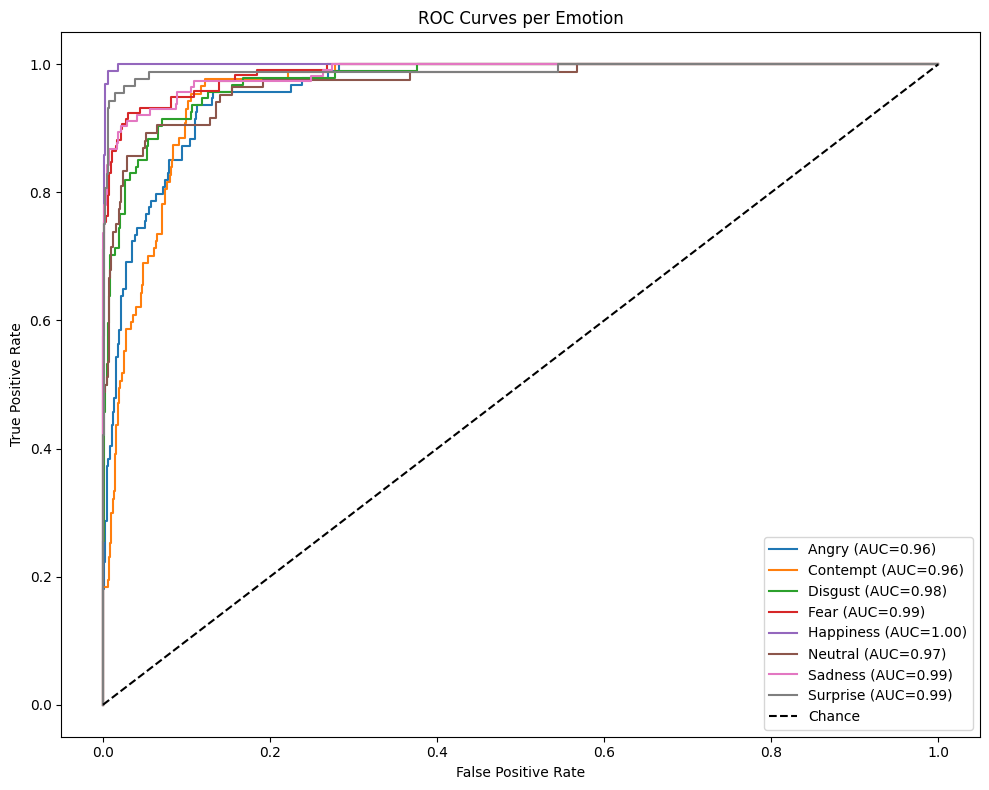 ROC Curves per Emotion
True Positive Rate
1.0
0.8
0.6
0.4
0.2
0.0
0.0 0.2 0.4 0.6 0.8 1.0
False Positive Rate
Angry (AUC=0.96)
Contempt (AUC=0.96)
Disgust (AUC=0.98)
Fear (AUC=0.99)
Happiness (AUC=1.00)
Neutral (AUC=0.97)
Sadness (AUC=0.99)
Surprise (AUC=0.99)
Chance